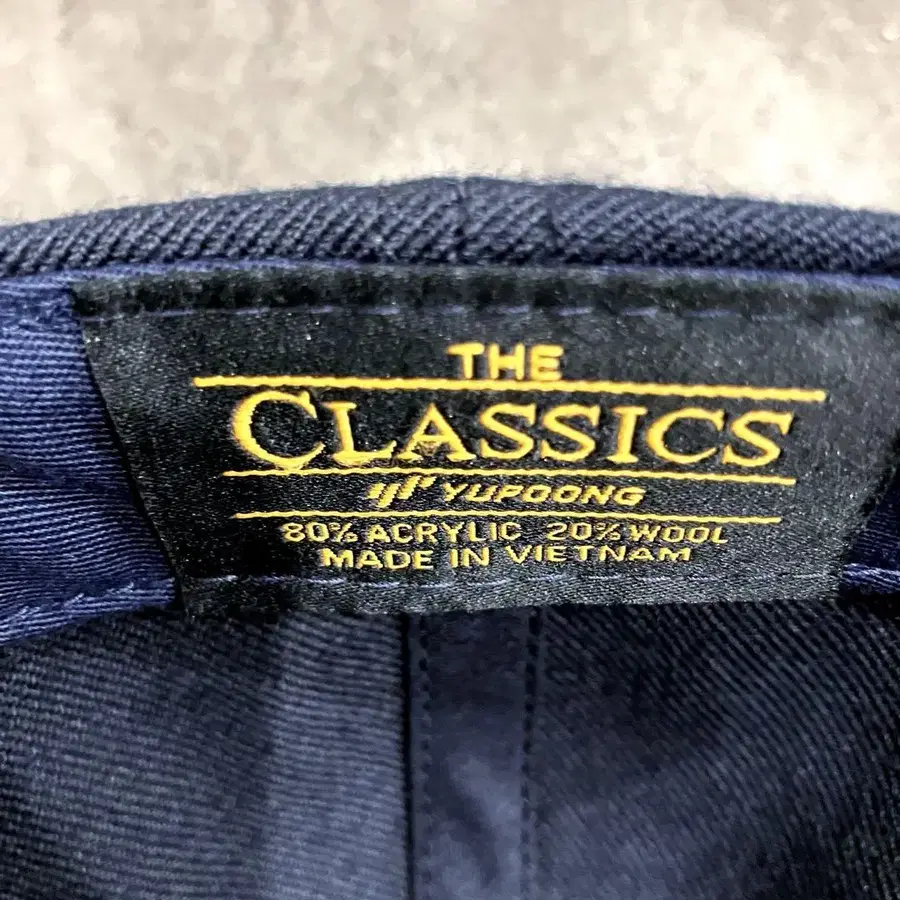 THE
CLASSICS
YUPOONG
80% ACRYLIC 20% WOOL
MADE IN VIETNAM